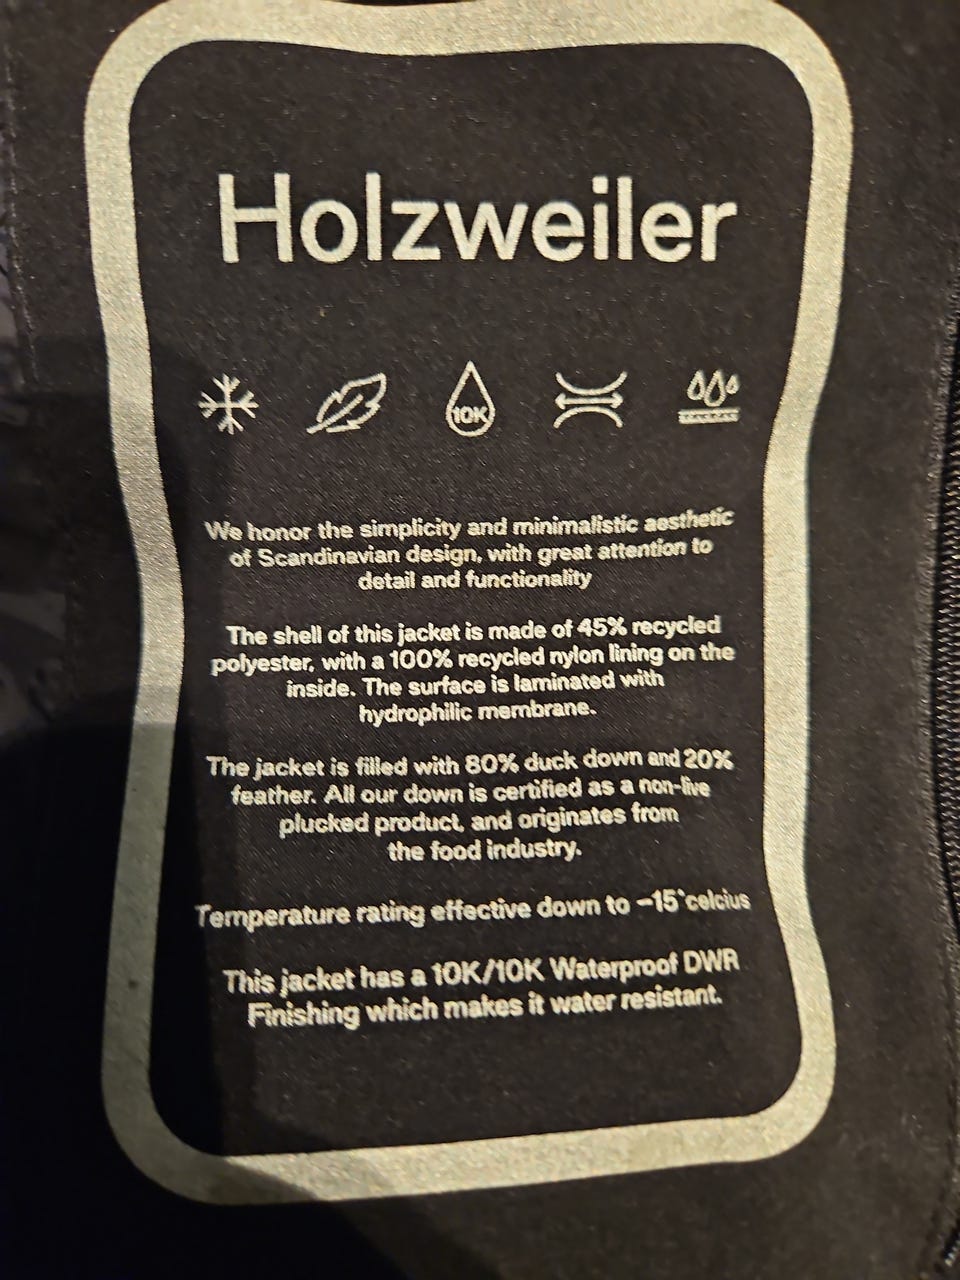 Holzweiler
10K
We honor the simplicity and minimalistic aesthetic
of Scandinavian design, with great attention to
detail and functionality
The shell of this jacket is made of 45% recycled
polyester, with a 100% recycled nylon lining on the
inside. The surface is laminated with
hydrophilic membrane.
The jacket is filled with 80% duck down and 20%
feather. All our down is certified as a non-live
plucked product, and originates from
the food industry.
Temperature rating effective down to -15°celcius
This jacket has a 10K/10K Waterproof DWR
Finishing which makes it water resistant.